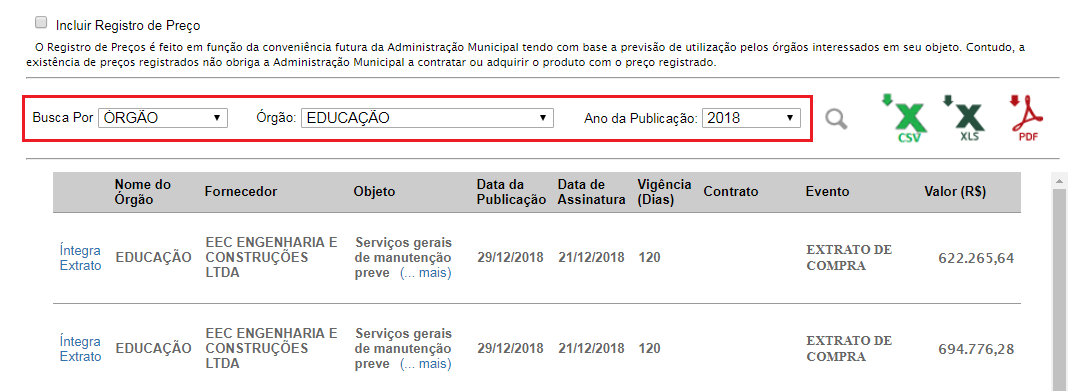 Incluir Registro de Preço
O Registro de Preços é feito em função da conveniência futura da Administração Municipal tendo com base a previsão de utilização pelos órgãos interessados em seu objeto. Contudo, a
existência de preços registrados não obriga a Administração Municipal a contratar ou adquirir o produto com o preço registrado.
Busca Por ÓRGÃO Órgão: EDUCAÇÃO Ano da Publicação: 2018 CSV XLS PDF
Nome do Órgão Fornecedor Objeto Data da Publicação Data de Assinatura Vigência (Dias) Contrato Evento Valor (R$)
Íntegra
Extrato
EDUCAÇÃO
EEC ENGENHARIA E
CONSTRUÇÕES
LTDA
Serviços gerais
de manutenção
preve (... mais)
29/12/2018 21/12/2018 120
EXTRATO DE
COMPRA
622.265,64
Íntegra
Extrato
EDUCAÇÃO
EEC ENGENHARIA E
CONSTRUÇÕES
LTDA
Serviços gerais
de manutenção
preve (... mais)
29/12/2018 21/12/2018 120
EXTRATO DE
COMPRA
694.776,28